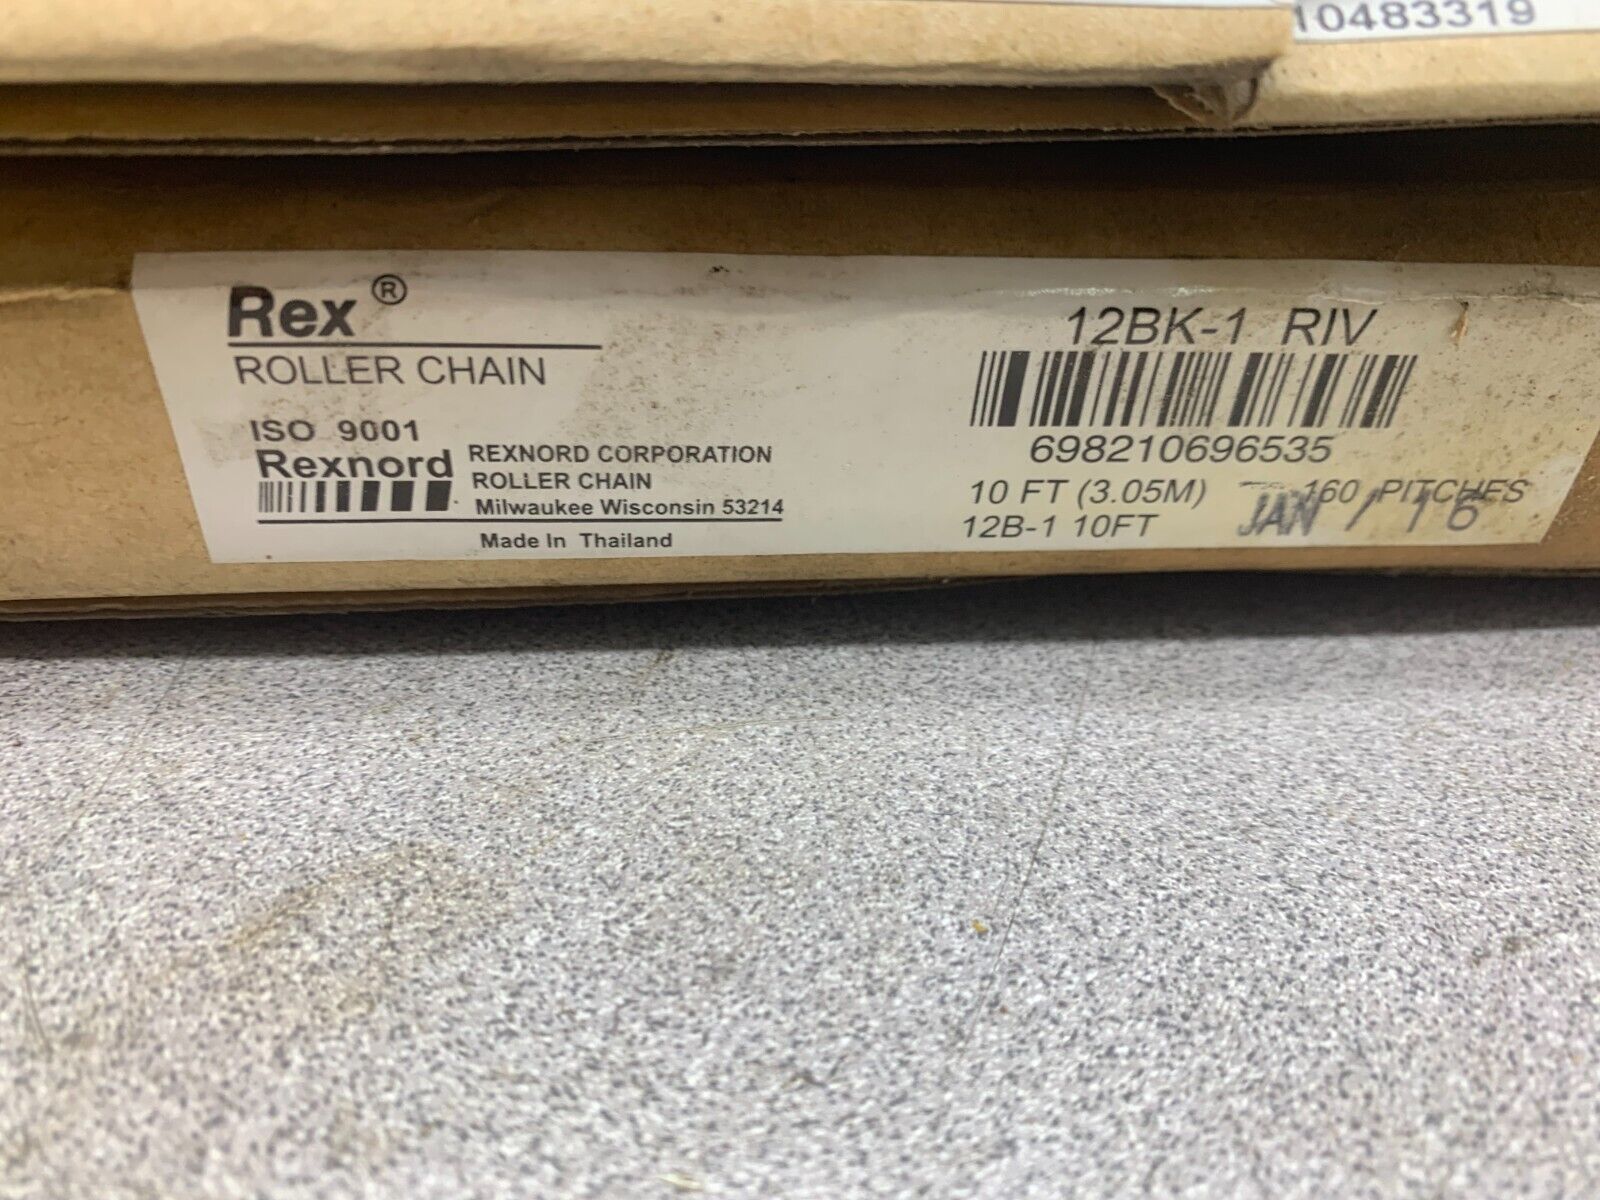 10483319
Rex ®
ROLLER CHAIN
ISO 9001
Rexnord
REXNORD CORPORATION
ROLLER CHAIN
Milwaukee Wisconsin 53214
Made In Thailand
12BK-1 RIV
698210696535
10 FT (3.05M) 160 PITCHES
12B-1 10FT
JAN / 16